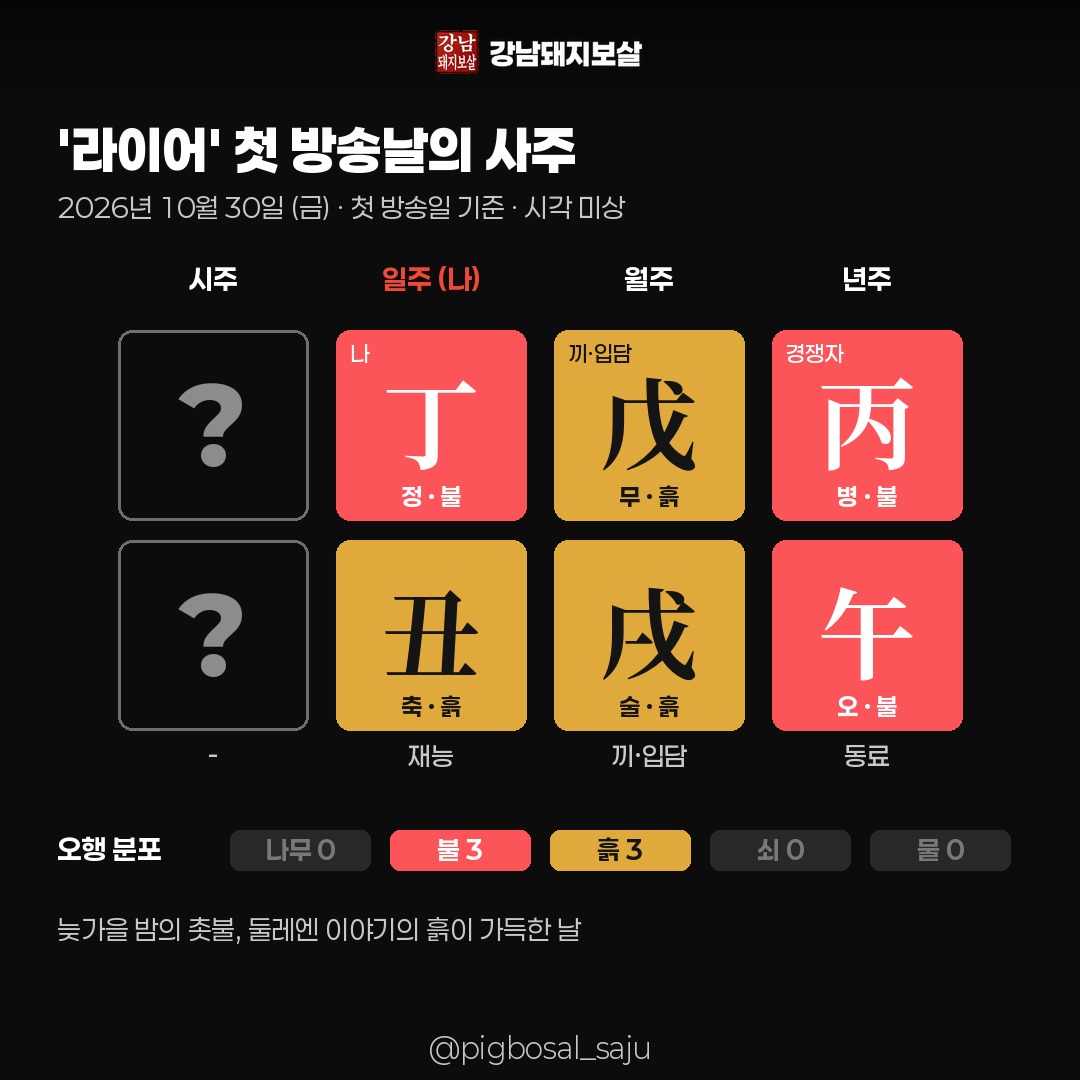 강남
돼지보살
강남돼지보살
'라이어' 첫 방송날의 사주
2026년 10월 30일 (금) · 첫 방송일 기준 · 시각 미상
시주 일주 (나) 월주 년주
? 나 끼·입담 경쟁자
丁 戊 丙
정 · 불 무 · 흙 병 · 불
? 丑 戌 午
축 · 흙 술 · 흙 오 · 불
- 재능 끼·입담 동료
오행 분포 나무 0 불 3 흙 3 쇠 0 물 0
늦가을 밤의 촛불, 둘레엔 이야기의 흙이 가득한 날
@pigbosal_saju